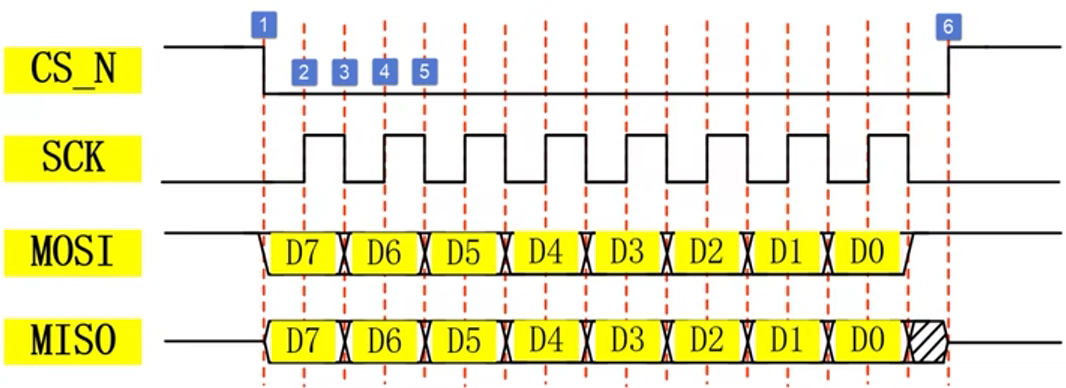 1
6
CS_N
2 3 4 5
SCK
MOSI D7 D6 D5 D4 D3 D2 D1 D0
MISO D7 D6 D5 D4 D3 D2 D1 D0